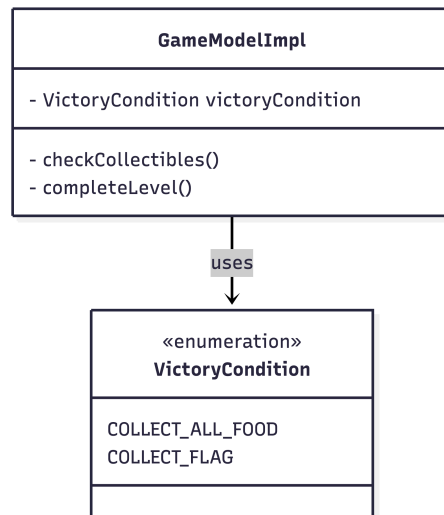 GameModelImpl
- VictoryCondition victoryCondition
- checkCollectibles()
- completeLevel()
uses
«enumeration»
VictoryCondition
COLLECT_ALL_FOOD
COLLECT_FLAG